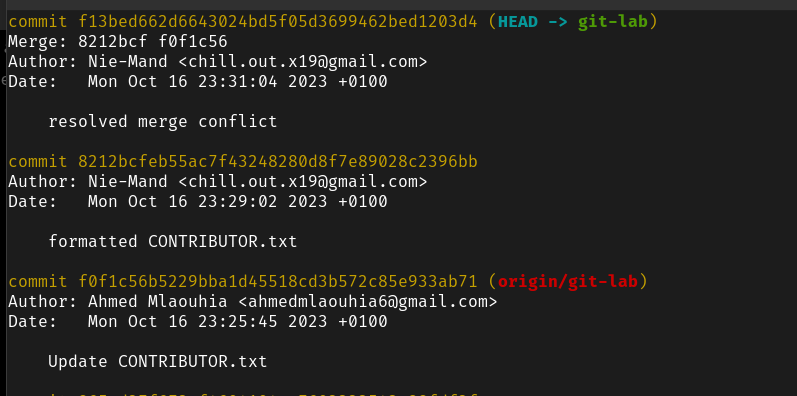 commit f13bed662d6643024bd5f05d3699462bed1203d4 (HEAD -> git-lab)
Merge: 8212bcf f0f1c56
Author: Nie-Mand <chill.out.x19@gmail.com>
Date:   Mon Oct 16 23:31:04 2023 +0100
resolved merge conflict
commit 8212bcfeb55ac7f43248280d8f7e89028c2396bb
Author: Nie-Mand <chill.out.x19@gmail.com>
Date:   Mon Oct 16 23:29:02 2023 +0100
formatted CONTRIBUTOR.txt
commit f0f1c56b5229bba1d45518cd3b572c85e933ab71 (origin/git-lab)
Author: Ahmed Mlaouhia <ahmedmlaouhia6@gmail.com>
Date:   Mon Oct 16 23:25:45 2023 +0100
Update CONTRIBUTOR.txt